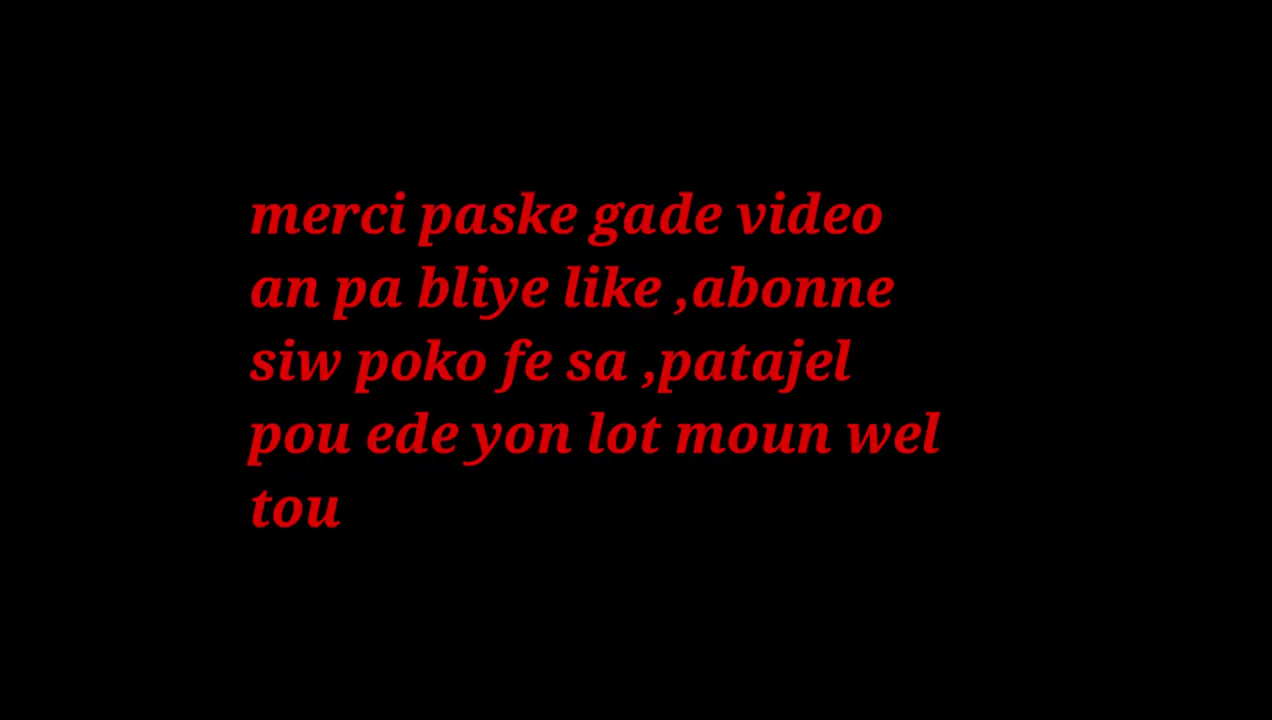 merci paske gade video
an pa bliye like ,abonne
siw poko fe sa ,patajel
pou ede yon lot moun wel
tou